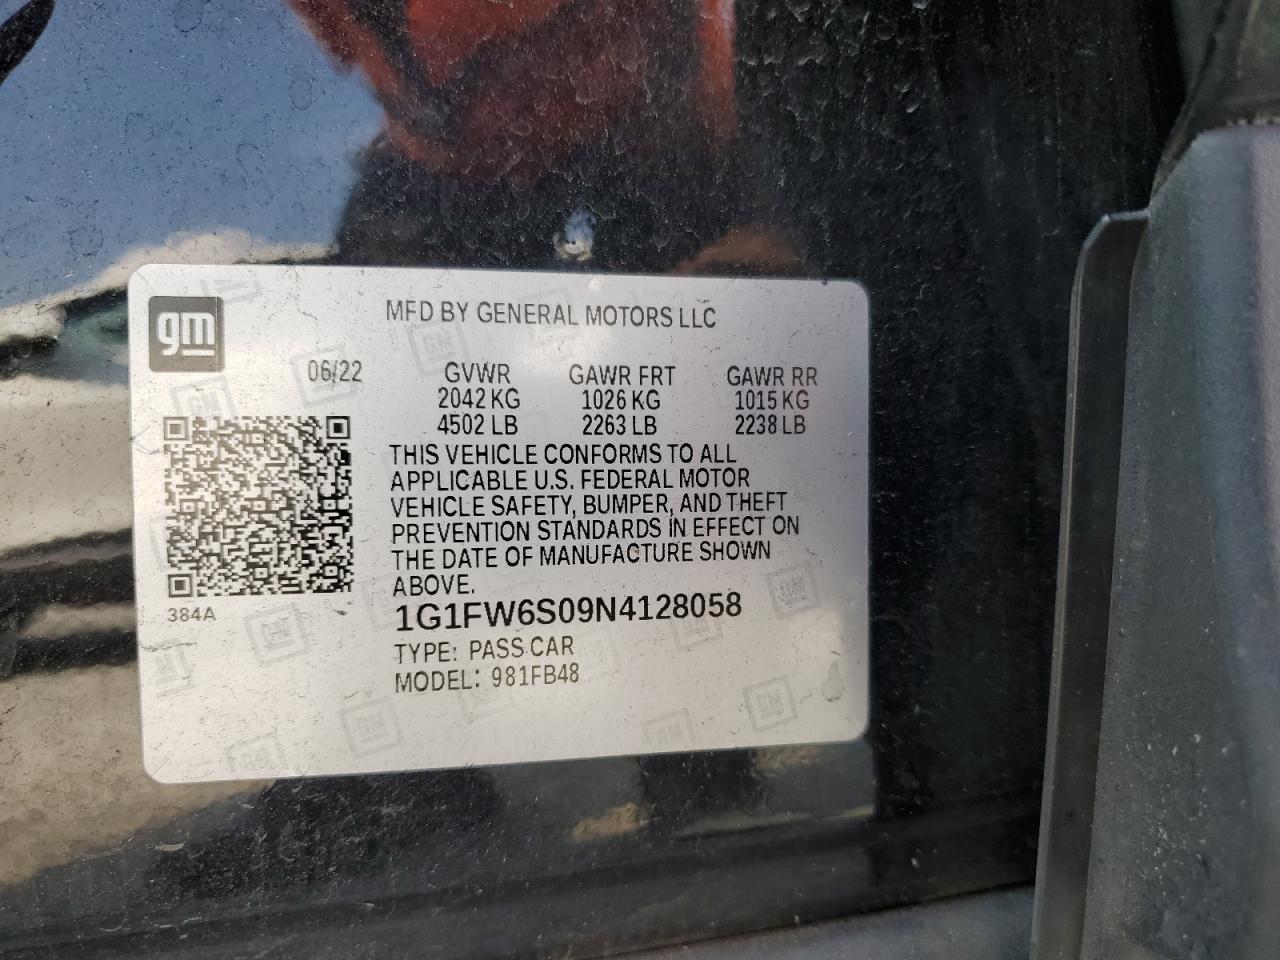 gm
MFD BY GENERAL MOTORS LLC
06/22 GVWR GAWR FRT GAWR RR
2042 KG 1026 KG 1015 KG
4502 LB 2263 LB 2238 LB
THIS VEHICLE CONFORMS TO ALL
APPLICABLE U.S. FEDERAL MOTOR
VEHICLE SAFETY, BUMPER, AND THEFT
PREVENTION STANDARDS IN EFFECT ON
THE DATE OF MANUFACTURE SHOWN
ABOVE.
384A
1G1FW6S09N4128058
TYPE: PASS CAR
MODEL: 981FB48